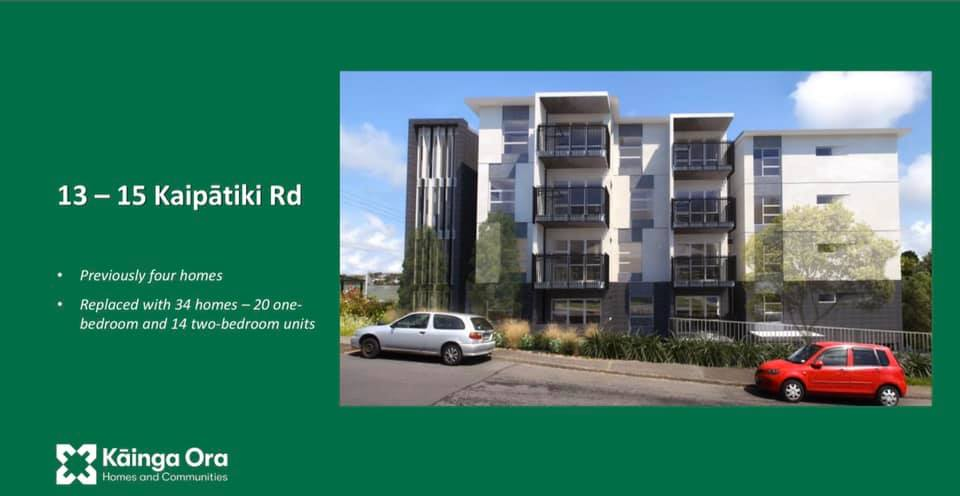 13 – 15 Kaipātiki Rd
• Previously four homes
• Replaced with 34 homes – 20 one-
bedroom and 14 two-bedroom units
Kāinga Ora
Homes and Communities